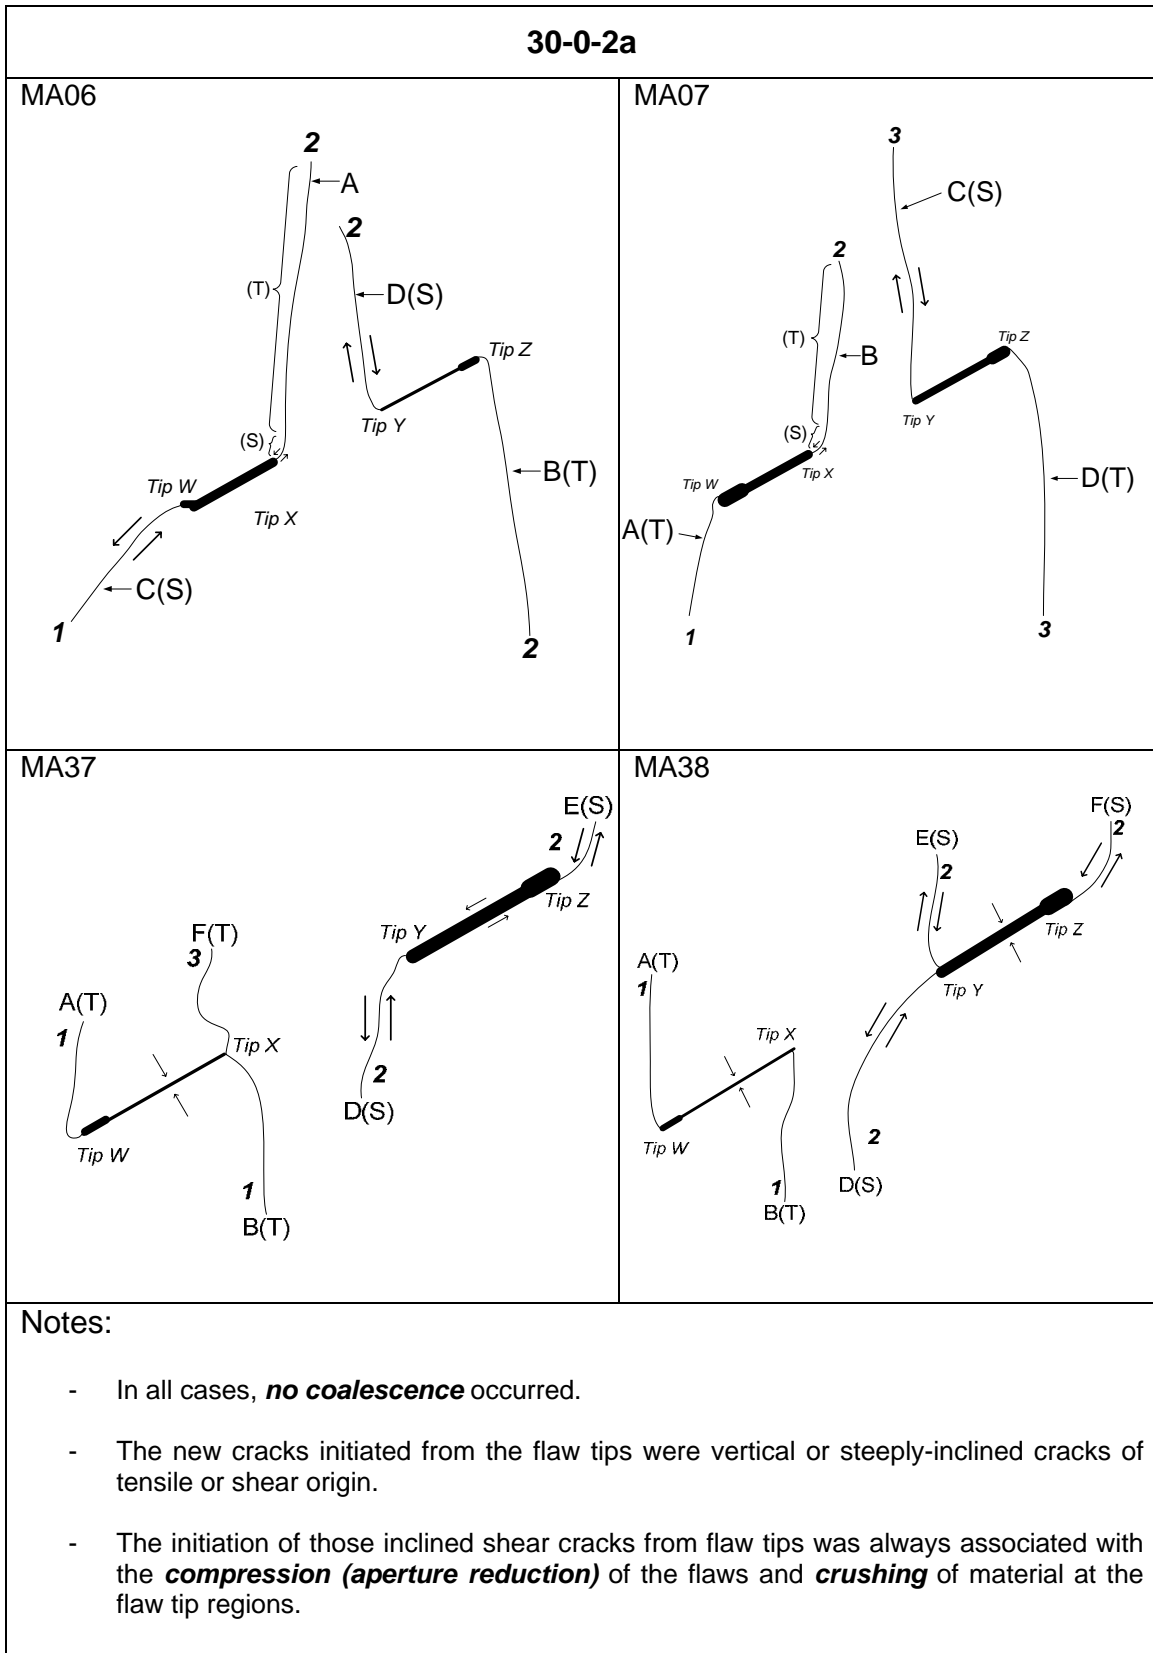 30-0-2a
MA06
2
A
2
(T)
D(S)
Tip Z
Tip Y
(S)
B(T)
Tip W
Tip X
C(S)
1
2
MA07
3
C(S)
2
(T)
Tip Z
B
Tip Y
(S)
Tip W
Tip X
D(T)
A(T)
1
3
MA37
E(S)
2
Tip Z
Tip Y
F(T)
3
A(T)
1
Tip X
2
D(S)
Tip W
1
B(T)
MA38
F(S)
2
E(S)
2
Tip Z
A(T)
1
Tip Y
Tip X
Tip W
2
1
D(S)
B(T)
Notes:
- In all cases, no coalescence occurred.
- The new cracks initiated from the flaw tips were vertical or steeply-inclined cracks of
tensile or shear origin.
- The initiation of those inclined shear cracks from flaw tips was always associated with
the compression (aperture reduction) of the flaws and crushing of material at the
flaw tip regions.